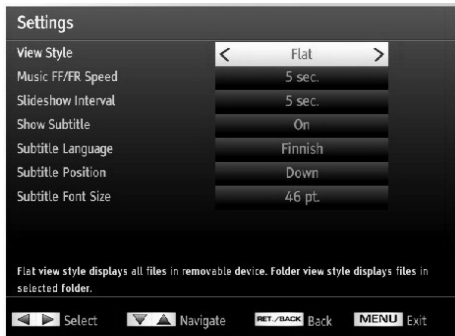 Settings
View Style < Flat >
Music FF/FR Speed 5 sec.
Slideshow Interval 5 sec.
Show Subtitle On
Subtitle Language Finnish
Subtitle Position Down
Subtitle Font Size 46 pt.
Flat view style displays all files in removable device. Folder view style displays files in
selected folder.
Select Navigate RET./BACK Back MENU Exit